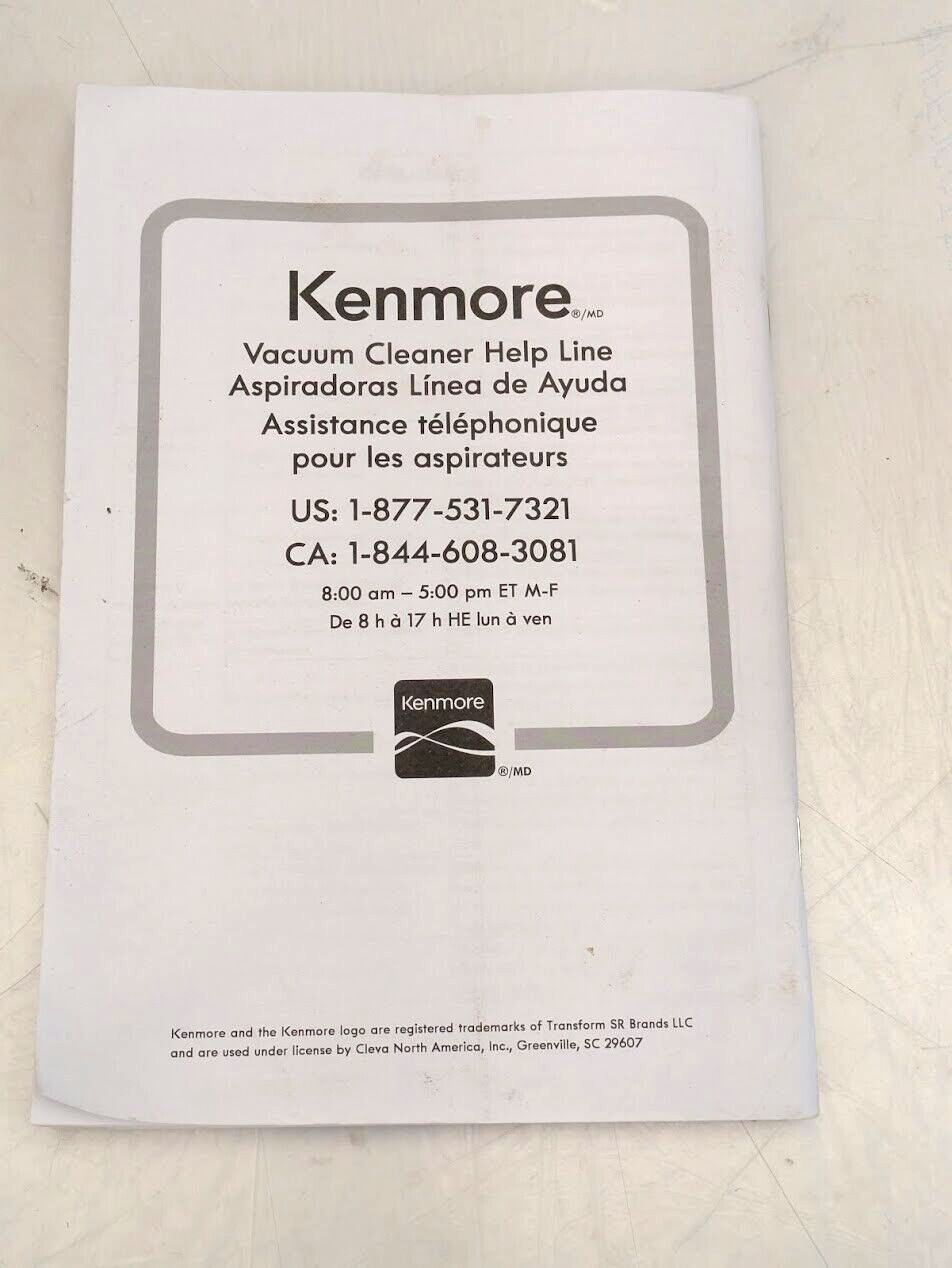 Kenmore®/MD
Vacuum Cleaner Help Line
Aspiradoras Línea de Ayuda
Assistance téléphonique
pour les aspirateurs
US: 1-877-531-7321
CA: 1-844-608-3081
8:00 am – 5:00 pm ET M-F
De 8 h à 17 h HE lun à ven
Kenmore
®/MD
Kenmore and the Kenmore logo are registered trademarks of Transform SR Brands LLC
and are used under license by Cleva North America, Inc., Greenville, SC 29607